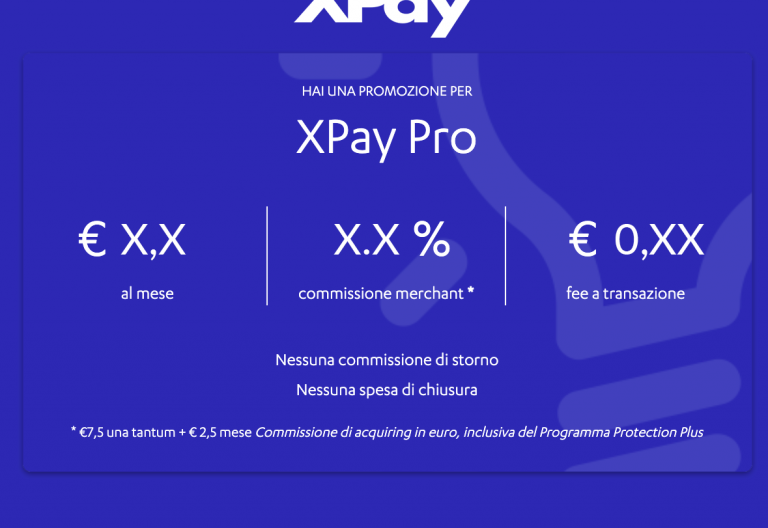 XPay
HAI UNA PROMOZIONE PER
XPay Pro
€ X,X
al mese
X.X %
commissione merchant *
€ 0,XX
fee a transazione
Nessuna commissione di storno
Nessuna spesa di chiusura
* €7,5 una tantum + € 2,5 mese Commissione di acquiring in euro, inclusiva del Programma Protection Plus